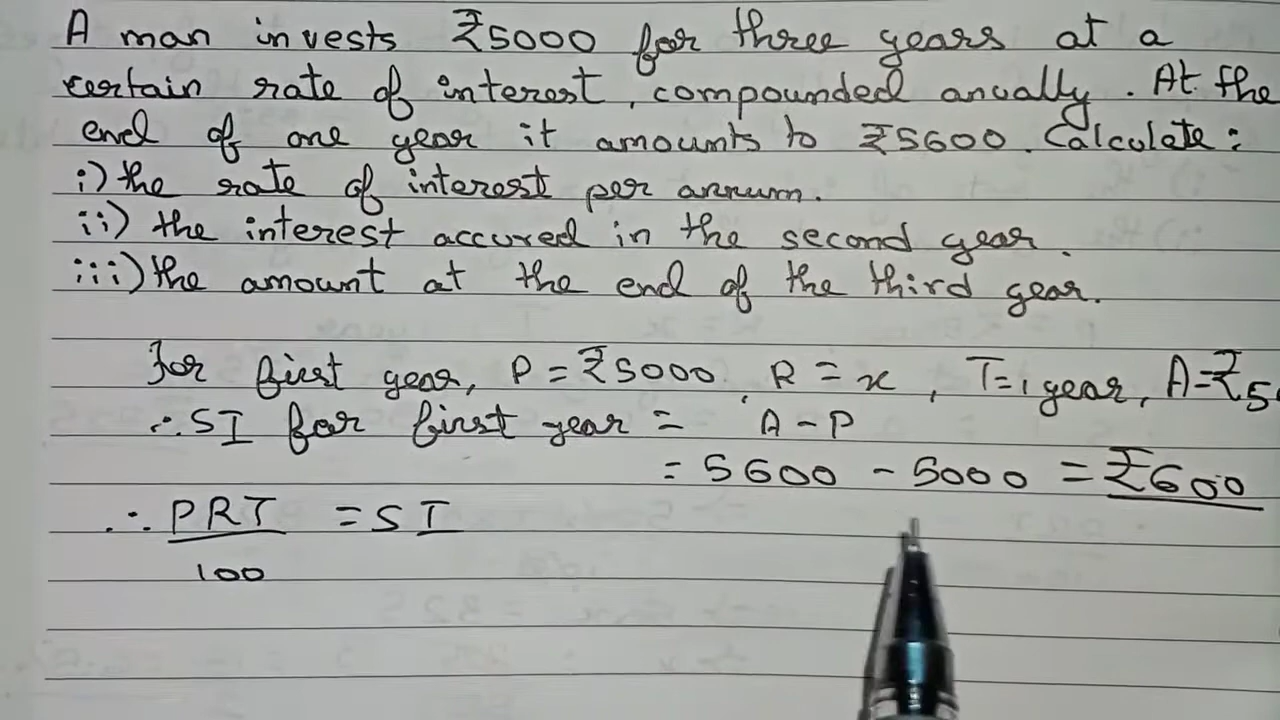 A man invests ₹5000 for three years at a
certain rate of interest, compounded anually. At the
end of one year it amounts to ₹5600. Calculate:
i) the rate of interest per annum.
ii) the interest accured in the second year.
iii) the amount at the end of the third year.
For first year, P = ₹5000, R = x, T=1 year, A=₹5
∴ SI for first year = A - P
= 5600 - 5000 = ₹600
∴ PRT = SI
100